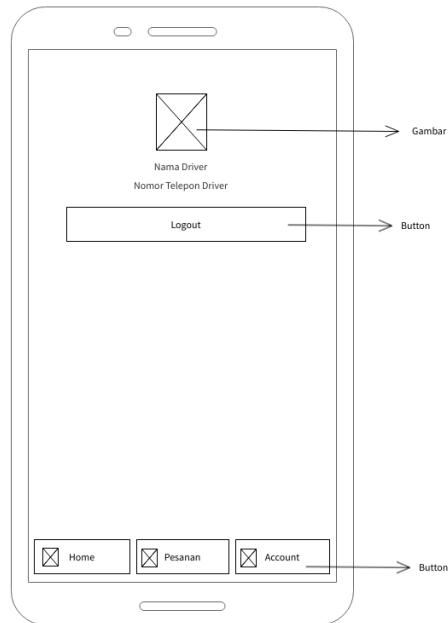 Gambar
Nama Driver
Nomor Telepon Driver
Logout
Button
Home
Pesanan
Account
Button